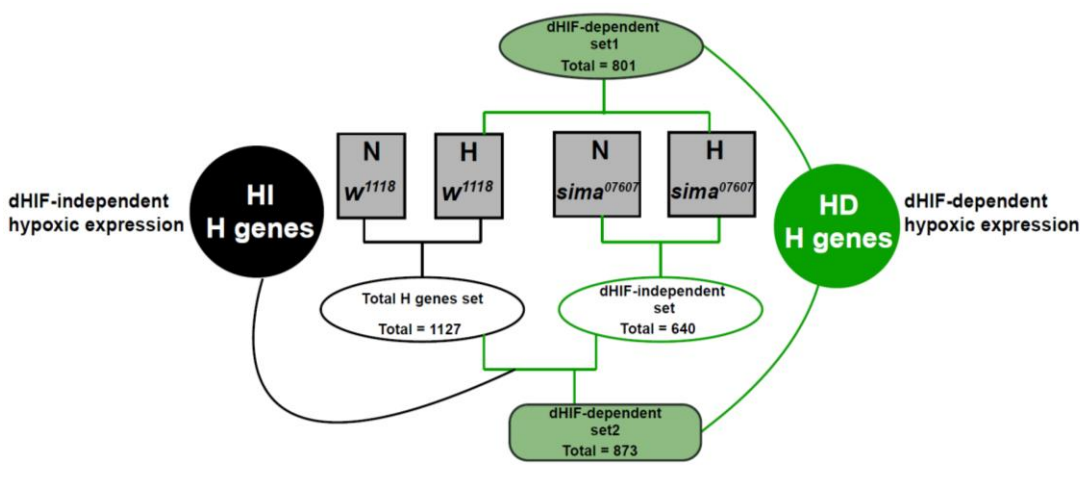 dHIF-dependent
set1
Total = 801
N
w1118
H
w1118
N
sima07607
H
sima07607
dHIF-independent
hypoxic expression
HI
H genes
HD
H genes
dHIF-dependent
hypoxic expression
Total H genes set
Total = 1127
dHIF-independent
set
Total = 640
dHIF-dependent
set2
Total = 873